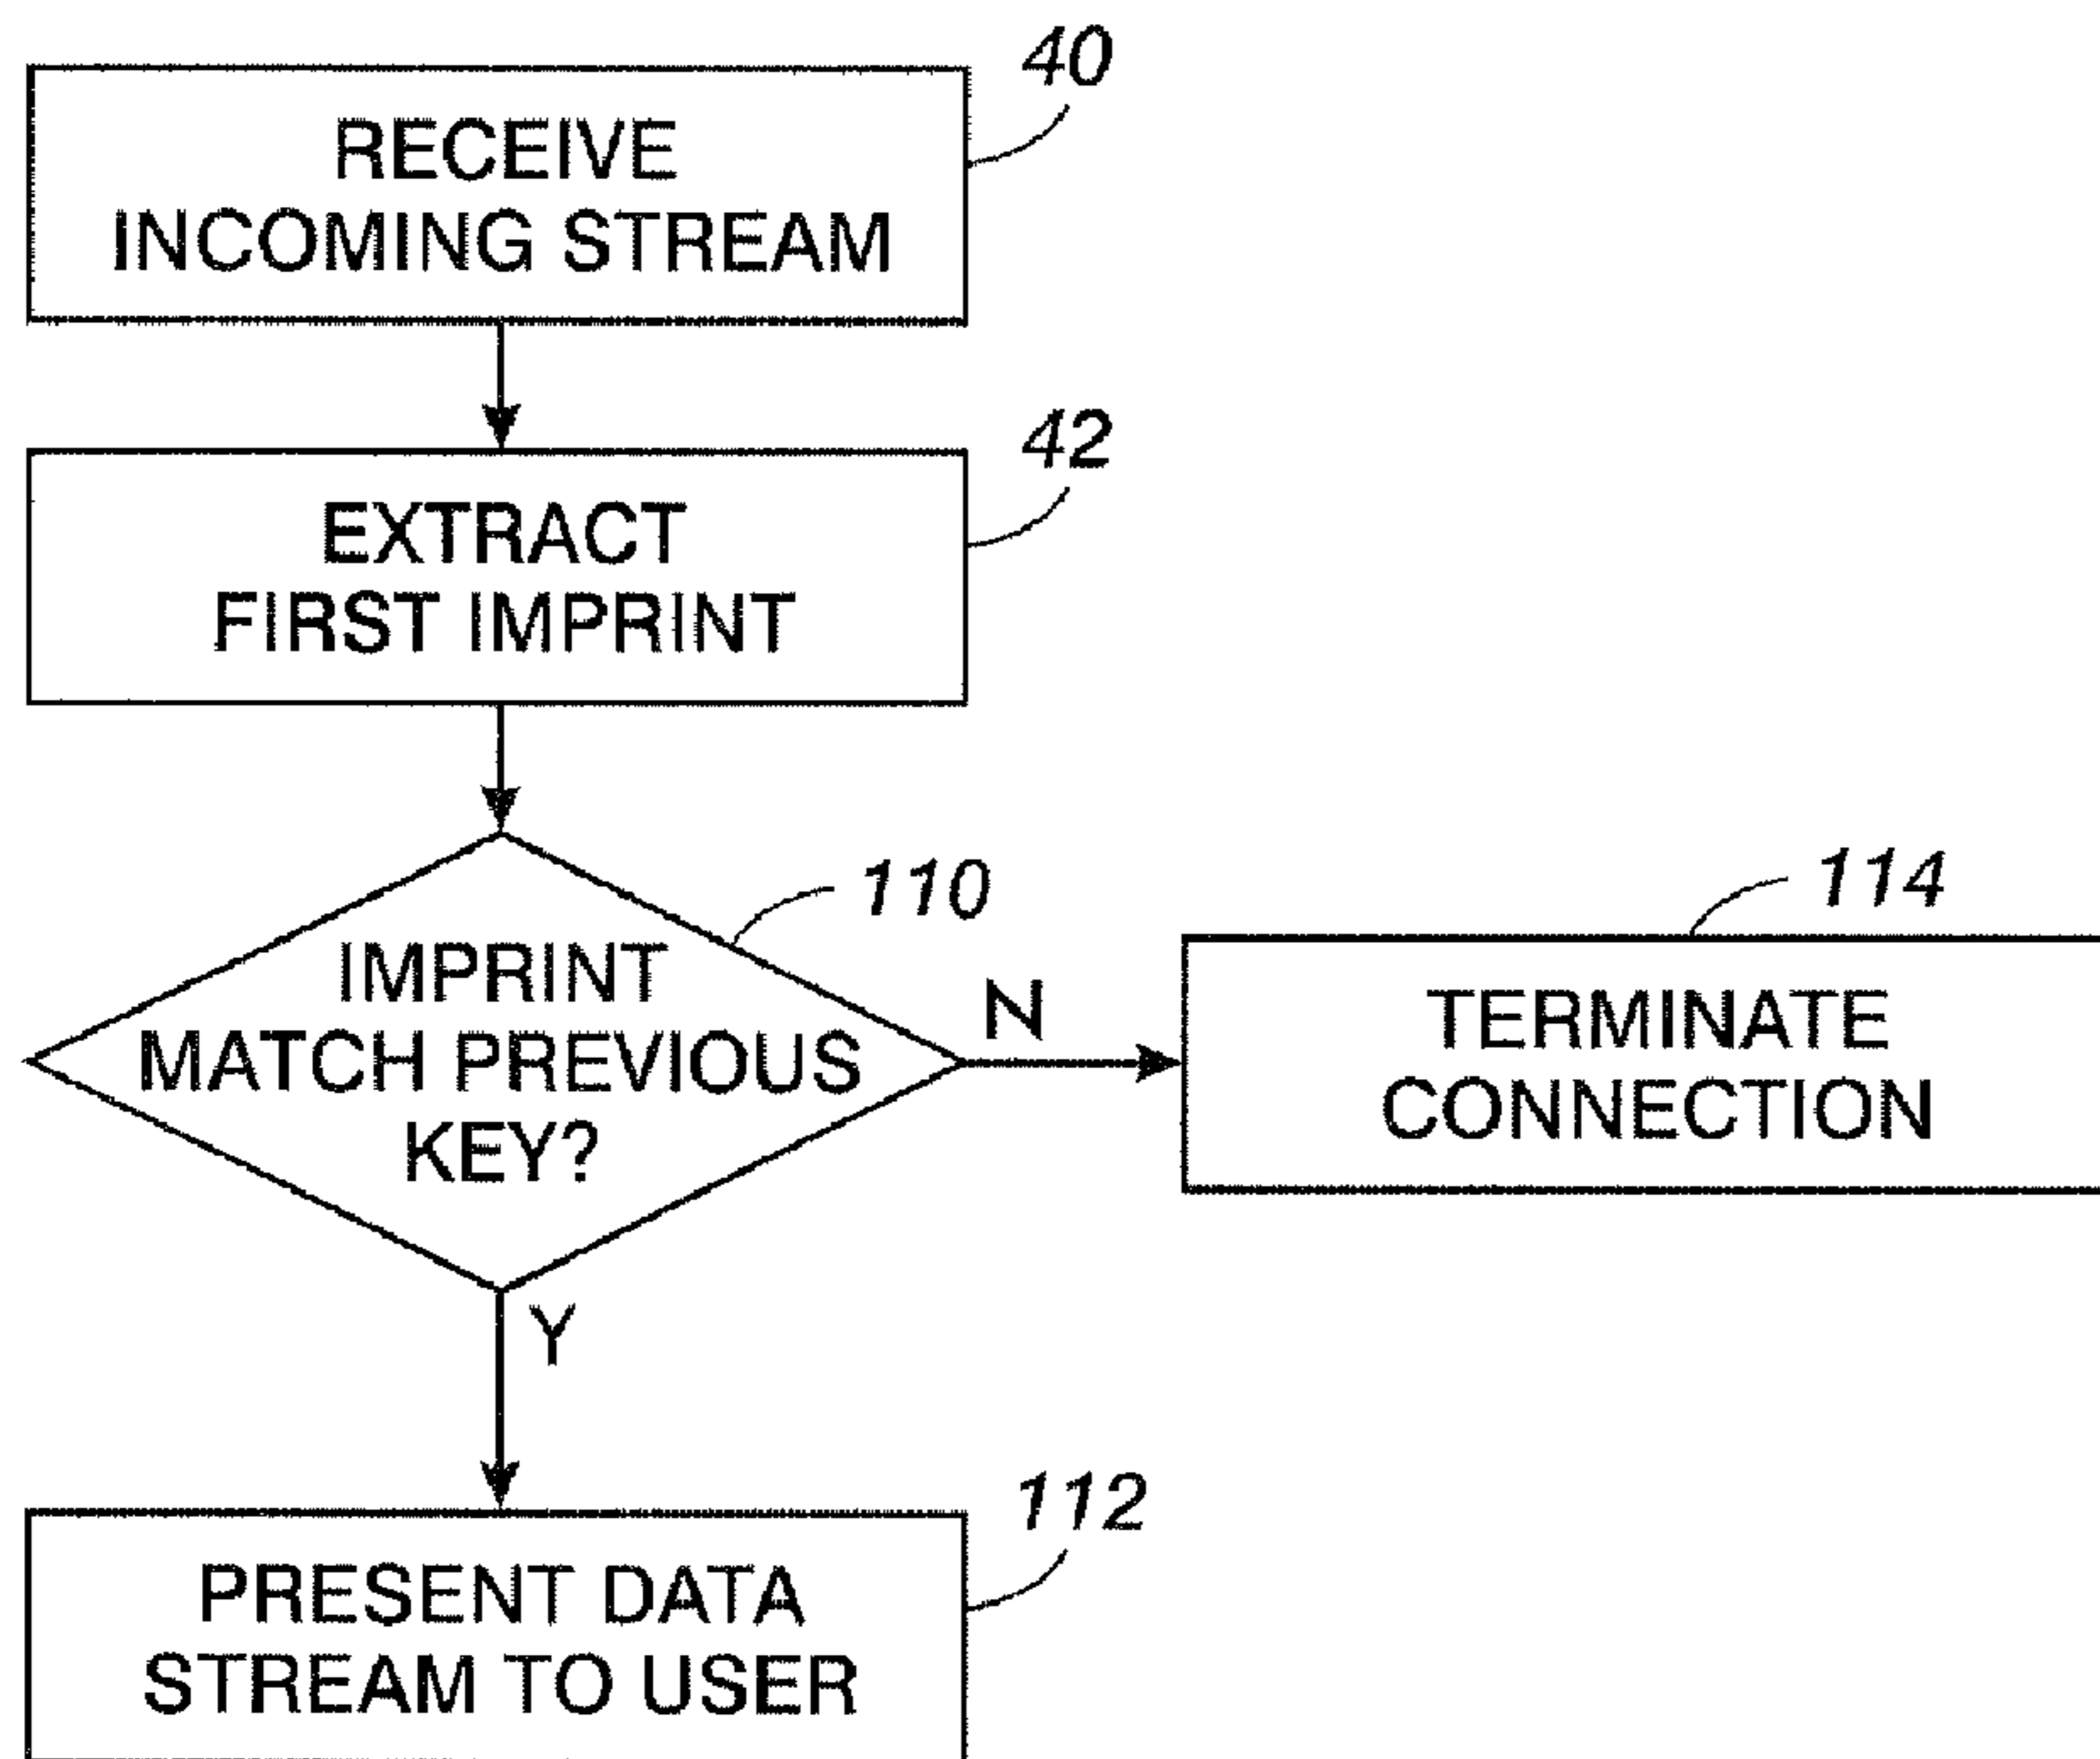 40
RECEIVE
INCOMING STREAM
42
EXTRACT
FIRST IMPRINT
110
IMPRINT
MATCH PREVIOUS
KEY?
N
114
TERMINATE
CONNECTION
Y
112
PRESENT DATA
STREAM TO USER